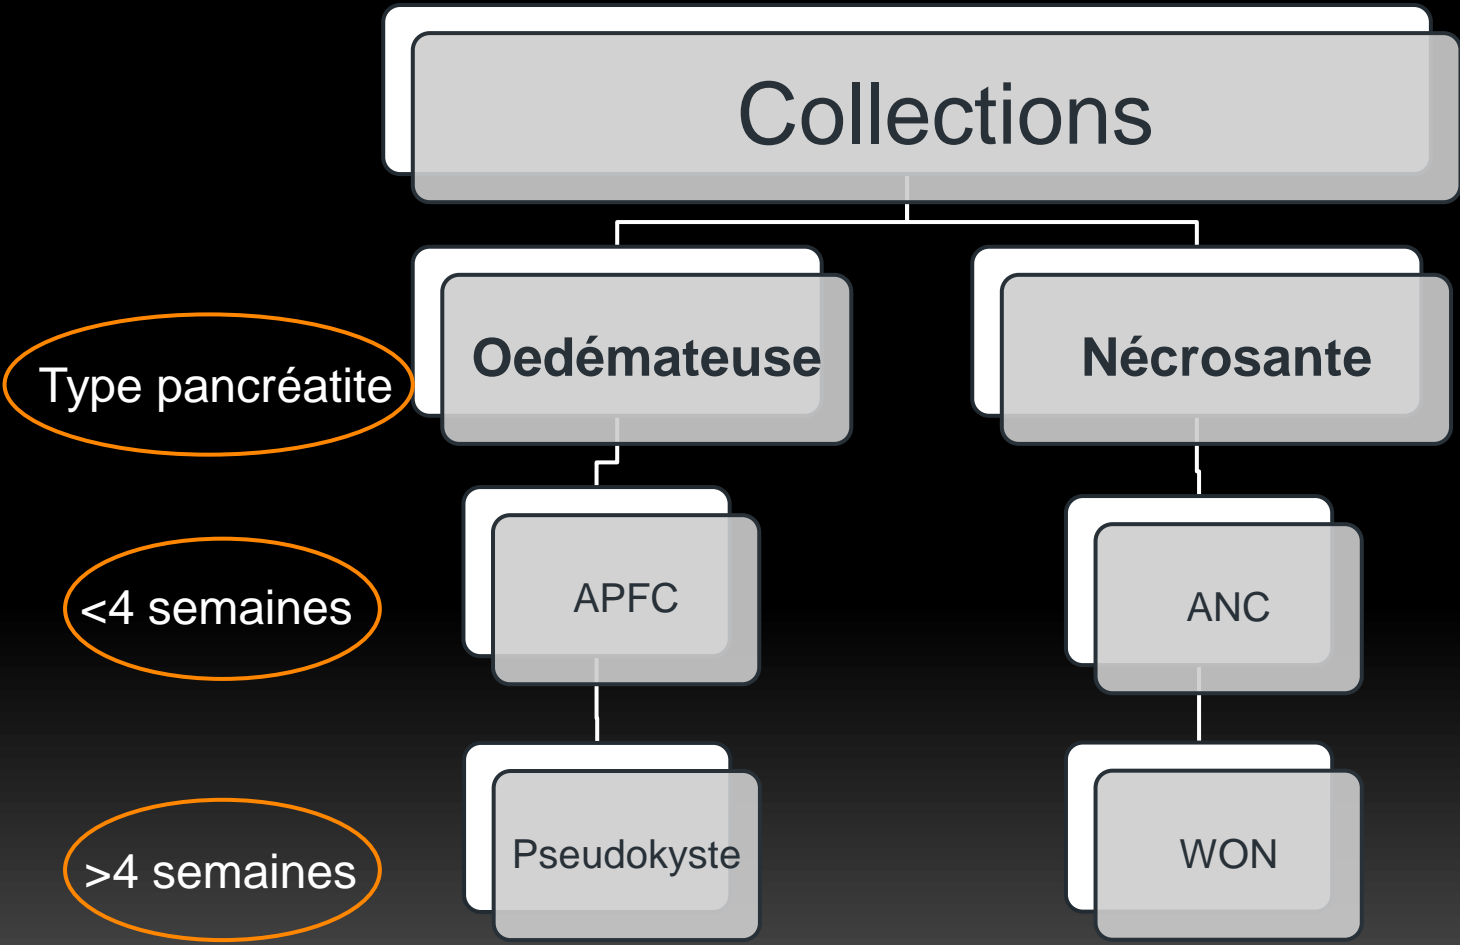 Collections
Type pancréatite
Oedémateuse
Nécrosante
<4 semaines
APFC
ANC
>4 semaines
Pseudokyste
WON